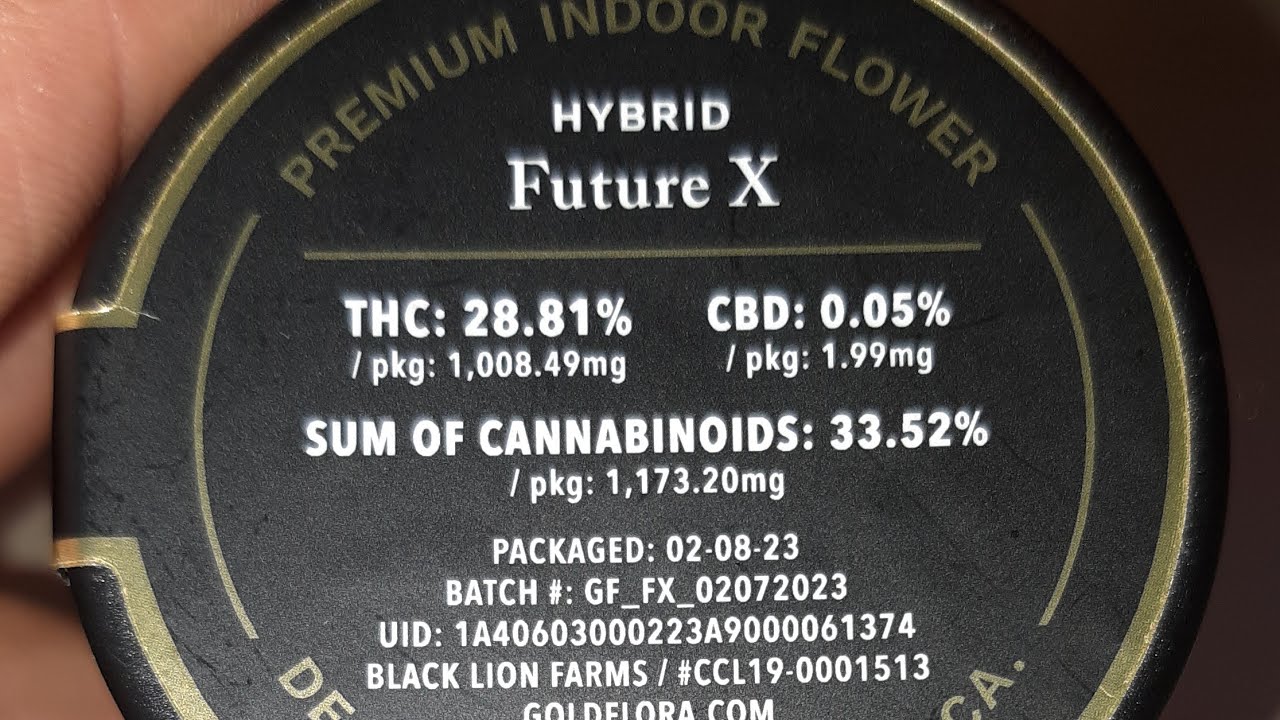 PREMIUM INDOOR FLOWER
HYBRID
Future X
THC: 28.81% CBD: 0.05%
/ pkg: 1,008.49mg / pkg: 1.99mg
SUM OF CANNABINOIDS: 33.52%
/ pkg: 1,173.20mg
PACKAGED: 02-08-23
BATCH #: GF_FX_02072023
UID: 1A40603000223A9000061374
BLACK LION FARMS / #CCL19-0001513
GOLDFLORA.COM
CA.